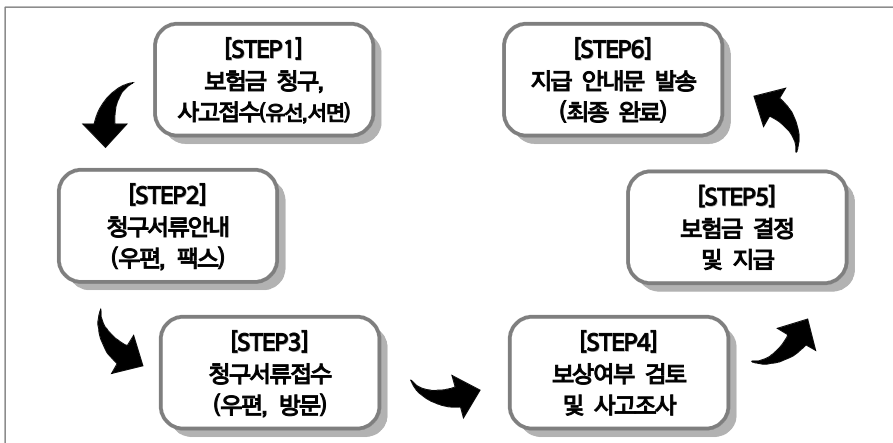 [STEP1]
보험금 청구,
사고접수(유선,서면)
[STEP2]
청구서류안내
(우편, 팩스)
[STEP3]
청구서류접수
(우편, 방문)
[STEP4]
보상여부 검토
및 사고조사
[STEP5]
보험금 결정
및 지급
[STEP6]
지급 안내문 발송
(최종 완료)